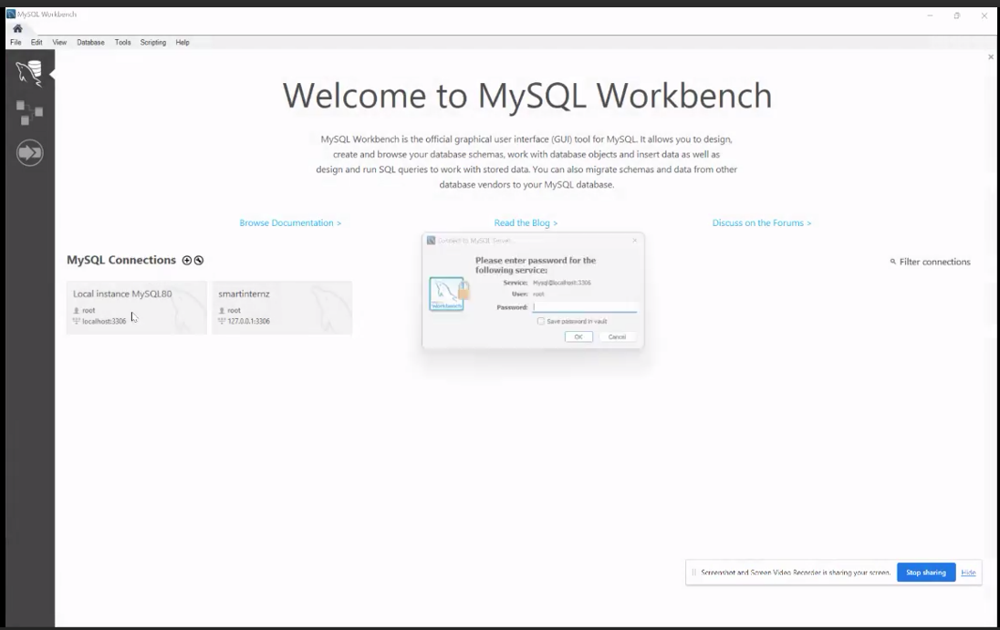 MySQL Workbench
File Edit View Database Tools Scripting Help
Welcome to MySQL Workbench
MySQL Workbench is the official graphical user interface (GUI) tool for MySQL. It allows you to design,
create and browse your database schemas, work with database objects and insert data as well as
design and run SQL queries to work with stored data. You can also migrate schemas and data from other
database vendors to your MySQL database.
Browse Documentation > Read the Blog > Discuss on the Forums >
MySQL Connections
Filter connections
Local instance MySQL80
root
localhost:3306
smartinternz
root
127.0.0.1:3306
Connect to MySQL Server
Please enter password for the
following service:
Service: Mysql@localhost:3306
User: root
Password:
Save password in vault
OK Cancel
Workbench
Screenshot and Screen Video Recorder is sharing your screen. Stop sharing Hide